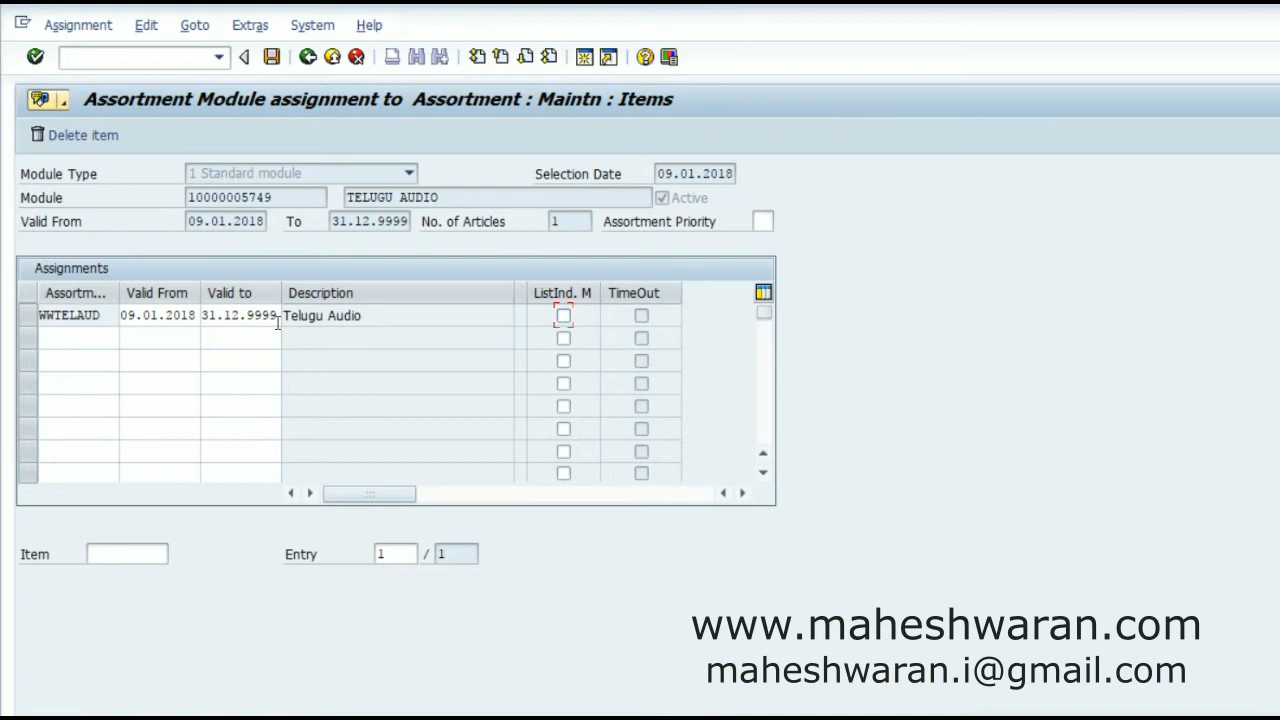 Assignment Edit Goto Extras System Help
Assortment Module assignment to Assortment : Maintn : Items
Delete item
Module Type 1 Standard module Selection Date 09.01.2018
Module 10000005749 TELUGU AUDIO Active
Valid From 09.01.2018 To 31.12.9999 No. of Articles 1 Assortment Priority
Assignments
Assortm... Valid From Valid to Description ListInd. M TimeOut
WWTELAUD 09.01.2018 31.12.9999 Telugu Audio
Item Entry 1 / 1
www.maheshwaran.com
maheshwaran.i@gmail.com